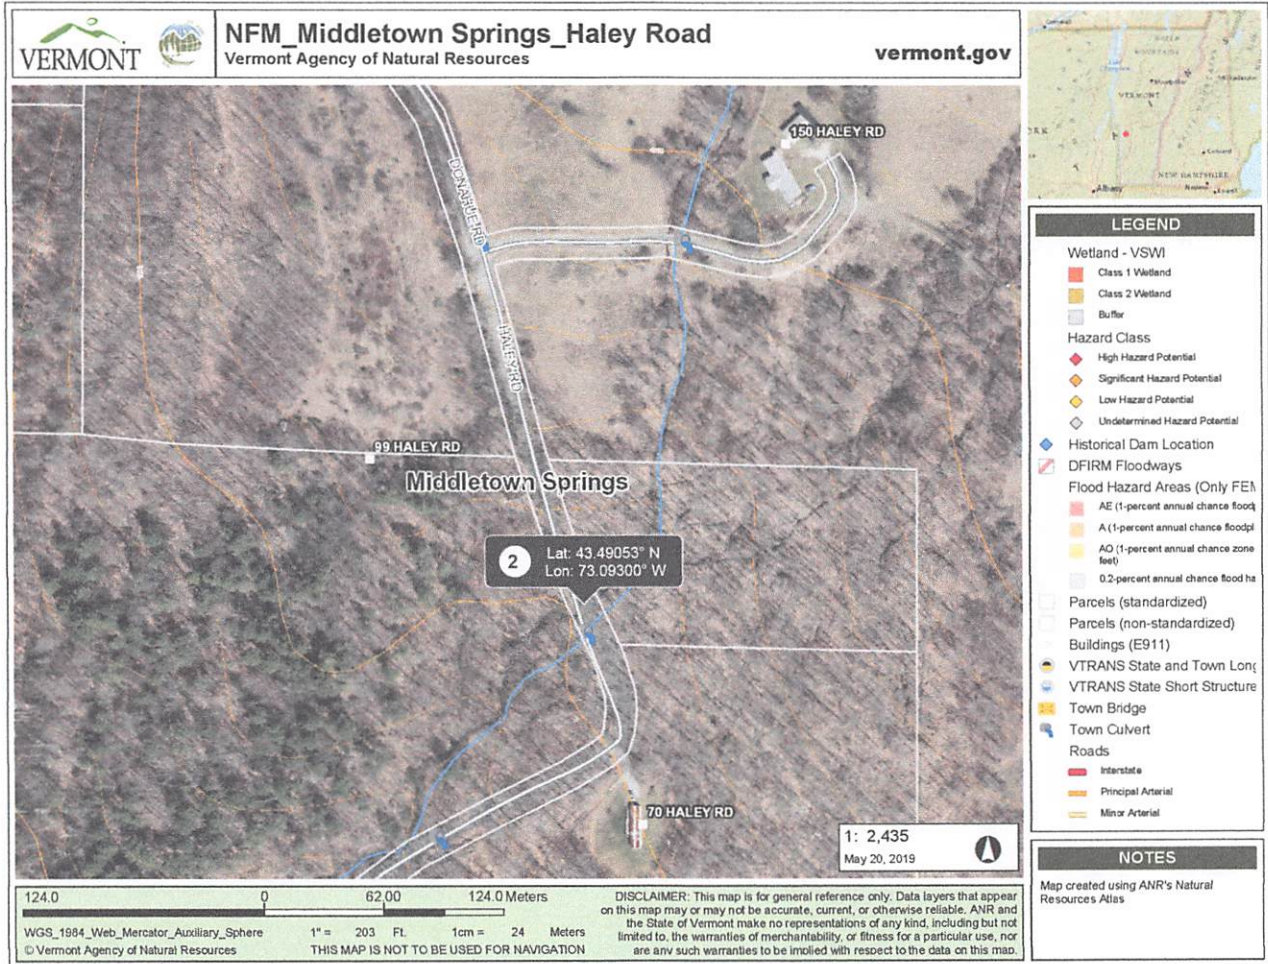 VERMONT
NFM_Middletown Springs_Haley Road
Vermont Agency of Natural Resources
vermont.gov
VERMONT
NEW HAMPSHIRE
Albany
150 HALEY RD
DONAHUE RD
HALEY RD
99 HALEY RD
Middletown Springs
2
Lat: 43.49053° N
Lon: 73.09300° W
70 HALEY RD
1: 2,435
May 20, 2019
LEGEND
Wetland - VSWI
Class 1 Wetland
Class 2 Wetland
Buffer
Hazard Class
High Hazard Potential
Significant Hazard Potential
Low Hazard Potential
Undetermined Hazard Potential
Historical Dam Location
DFIRM Floodways
Flood Hazard Areas (Only FEM
AE (1-percent annual chance floodp
A (1-percent annual chance floodpl
AO (1-percent annual chance zone
feet)
0.2-percent annual chance flood ha
Parcels (standardized)
Parcels (non-standardized)
Buildings (E911)
VTRANS State and Town Long
VTRANS State Short Structure
Town Bridge
Town Culvert
Roads
Interstate
Principal Arterial
Minor Arterial
NOTES
Map created using ANR's Natural
Resources Atlas
124.0 0 62.00 124.0 Meters
WGS_1984_Web_Mercator_Auxiliary_Sphere 1" = 203 Ft. 1cm = 24 Meters
© Vermont Agency of Natural Resources THIS MAP IS NOT TO BE USED FOR NAVIGATION
DISCLAIMER: This map is for general reference only. Data layers that appear
on this map may or may not be accurate, current, or otherwise reliable. ANR and
the State of Vermont make no representations of any kind, including but not
limited to, the warranties of merchantability, or fitness for a particular use, nor
are any such warranties to be implied with respect to the data on this map.